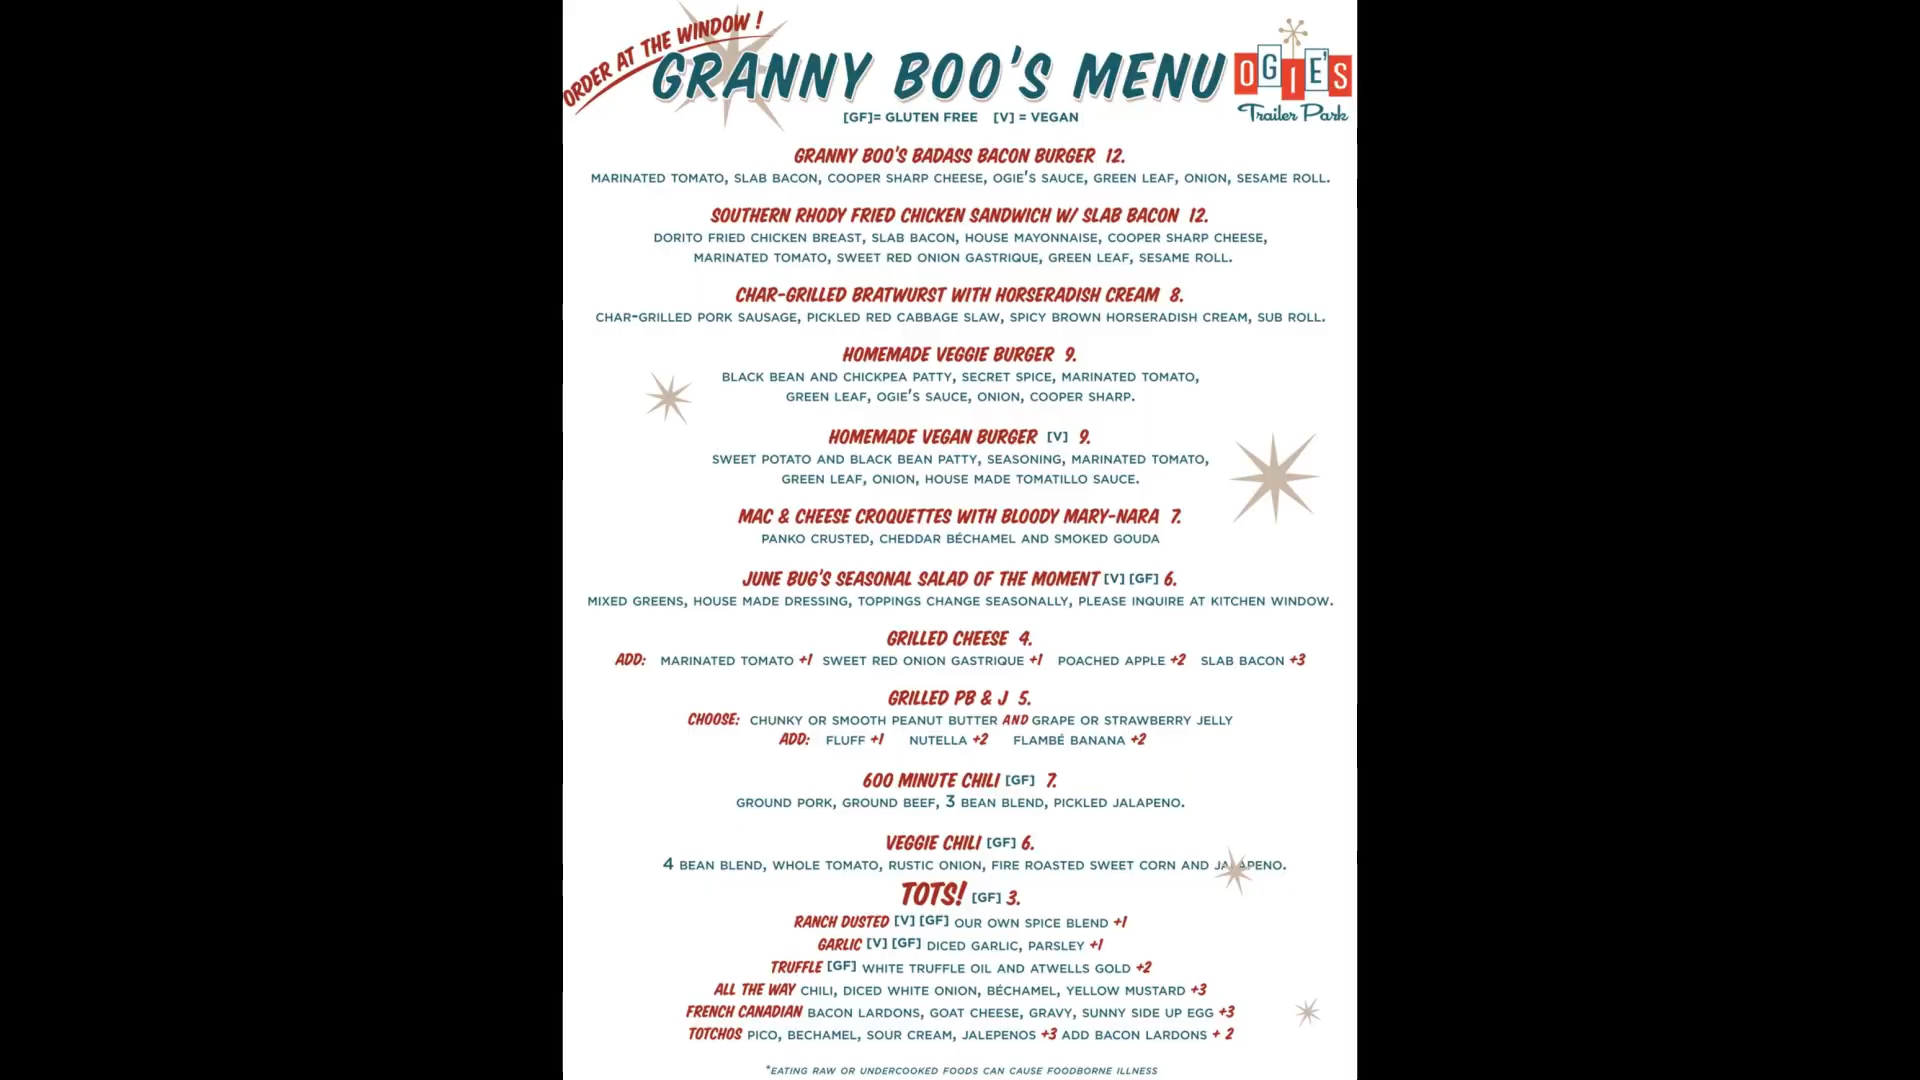 ORDER AT THE WINDOW!
GRANNY BOO'S MENU
OGIE'S
Trailer Park
[GF]= GLUTEN FREE [V] = VEGAN
GRANNY BOO'S BADASS BACON BURGER 12.
MARINATED TOMATO, SLAB BACON, COOPER SHARP CHEESE, OGIE'S SAUCE, GREEN LEAF, ONION, SESAME ROLL.
SOUTHERN RHODY FRIED CHICKEN SANDWICH W/ SLAB BACON 12.
DORITO FRIED CHICKEN BREAST, SLAB BACON, HOUSE MAYONNAISE, COOPER SHARP CHEESE,
MARINATED TOMATO, SWEET RED ONION GASTRIQUE, GREEN LEAF, SESAME ROLL.
CHAR-GRILLED BRATWURST WITH HORSERADISH CREAM 8.
CHAR-GRILLED PORK SAUSAGE, PICKLED RED CABBAGE SLAW, SPICY BROWN HORSERADISH CREAM, SUB ROLL.
HOMEMADE VEGGIE BURGER 9.
BLACK BEAN AND CHICKPEA PATTY, SECRET SPICE, MARINATED TOMATO,
GREEN LEAF, OGIE'S SAUCE, ONION, COOPER SHARP.
HOMEMADE VEGAN BURGER [V] 9.
SWEET POTATO AND BLACK BEAN PATTY, SEASONING, MARINATED TOMATO,
GREEN LEAF, ONION, HOUSE MADE TOMATILLO SAUCE.
MAC & CHEESE CROQUETTES WITH BLOODY MARY-NARA 7.
PANKO CRUSTED, CHEDDAR BÉCHAMEL AND SMOKED GOUDA
JUNE BUG'S SEASONAL SALAD OF THE MOMENT [V] [GF] 6.
MIXED GREENS, HOUSE MADE DRESSING, TOPPINGS CHANGE SEASONALLY, PLEASE INQUIRE AT KITCHEN WINDOW.
GRILLED CHEESE 4.
ADD: MARINATED TOMATO +1 SWEET RED ONION GASTRIQUE +1 POACHED APPLE +2 SLAB BACON +3
GRILLED PB & J 5.
CHOOSE: CHUNKY OR SMOOTH PEANUT BUTTER AND GRAPE OR STRAWBERRY JELLY
ADD: FLUFF +1 NUTELLA +2 FLAMBÉ BANANA +2
600 MINUTE CHILI [GF] 7.
GROUND PORK, GROUND BEEF, 3 BEAN BLEND, PICKLED JALAPENO.
VEGGIE CHILI [GF] 6.
4 BEAN BLEND, WHOLE TOMATO, RUSTIC ONION, FIRE ROASTED SWEET CORN AND JALAPENO.
TOTS! [GF] 3.
RANCH DUSTED [V] [GF] OUR OWN SPICE BLEND +1
GARLIC [V] [GF] DICED GARLIC, PARSLEY +1
TRUFFLE [GF] WHITE TRUFFLE OIL AND ATWELLS GOLD +2
ALL THE WAY CHILI, DICED WHITE ONION, BÉCHAMEL, YELLOW MUSTARD +3
FRENCH CANADIAN BACON LARDONS, GOAT CHEESE, GRAVY, SUNNY SIDE UP EGG +3
TOTCHOS PICO, BECHAMEL, SOUR CREAM, JALEPENOS +3 ADD BACON LARDONS + 2
*EATING RAW OR UNDERCOOKED FOODS CAN CAUSE FOODBORNE ILLNESS